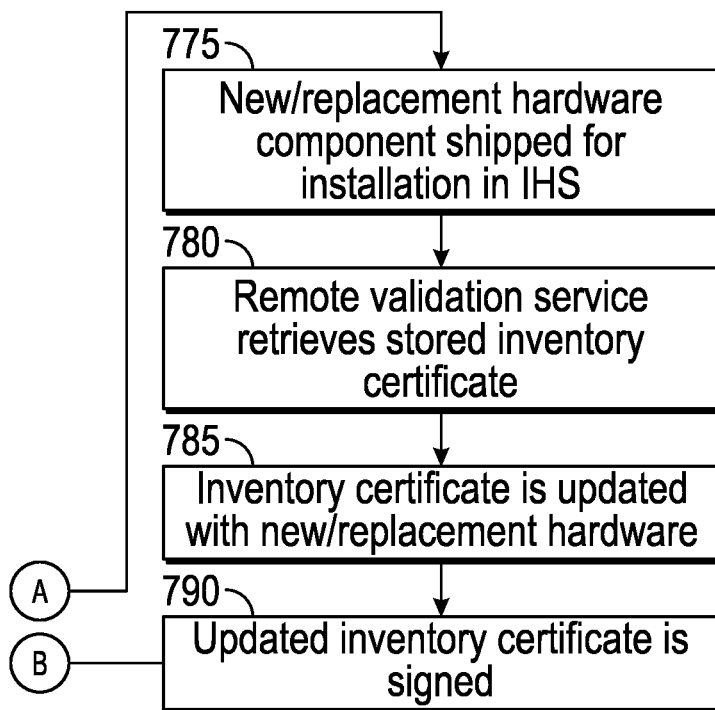 775
New/replacement hardware
component shipped for
installation in IHS
780
Remote validation service
retrieves stored inventory
certificate
785
Inventory certificate is updated
with new/replacement hardware
A
790
Updated inventory certificate is
signed
B